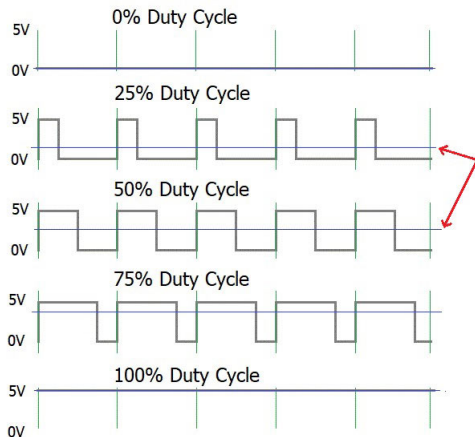 0% Duty Cycle
5V
0V
25% Duty Cycle
5V
0V
50% Duty Cycle
5V
0V
75% Duty Cycle
5V
0V
100% Duty Cycle
5V
0V